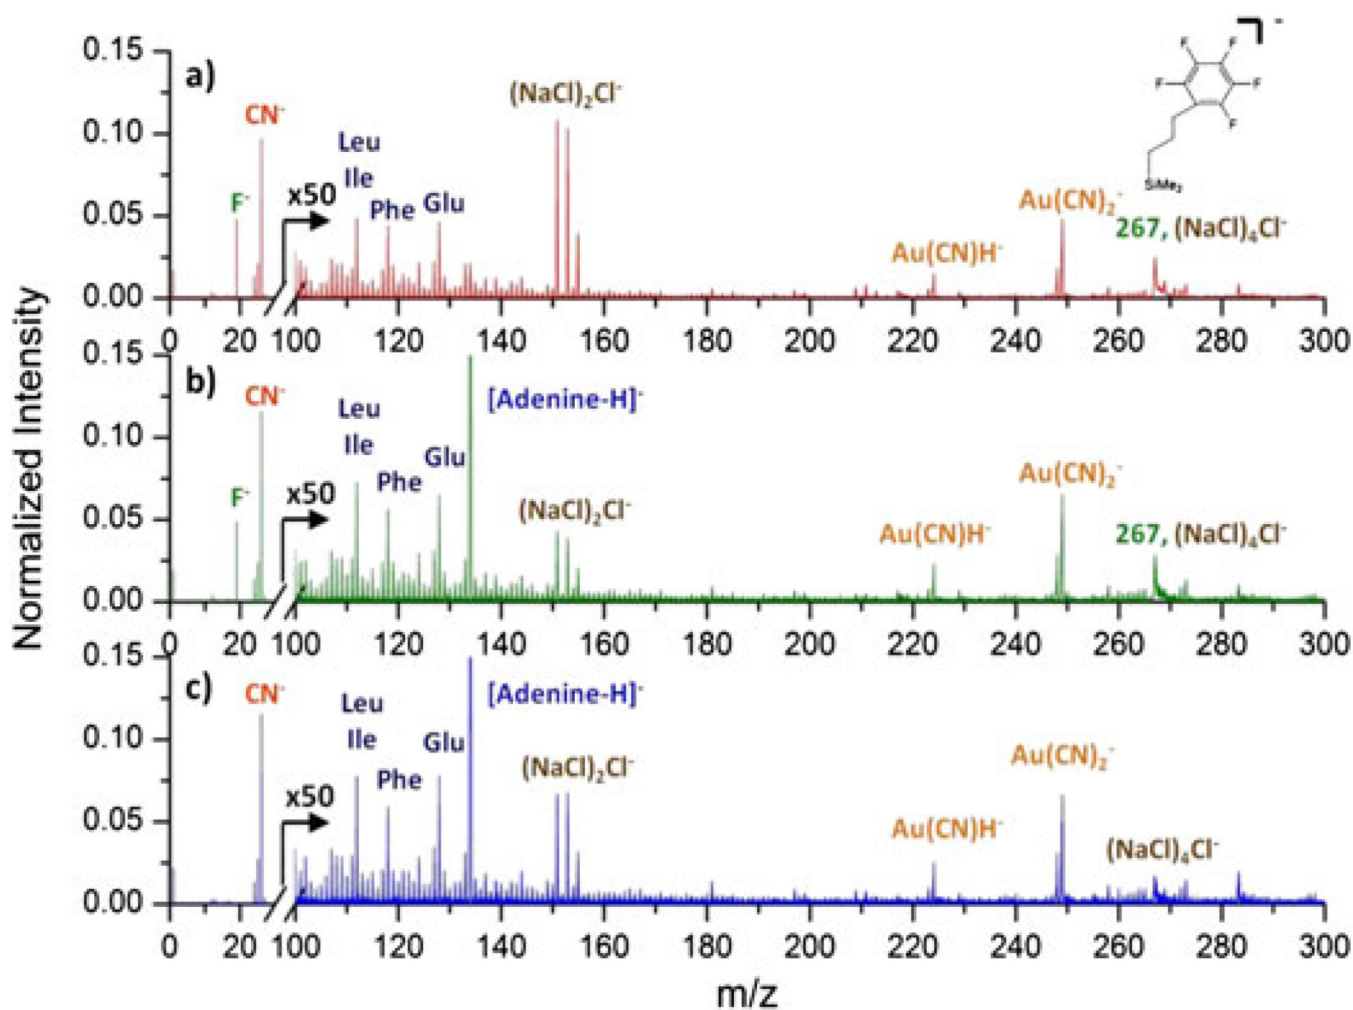 a)
0.15
0.10
0.05
0.00
F⁻
CN⁻
x50
Leu
Ile
Phe
Glu
(NaCl)₂Cl⁻
Au(CN)H⁻
Au(CN)₂⁻
267, (NaCl)₄Cl⁻
F
F
F
F
F
SiMe₂
-
0 20 100 120 140 160 180 200 220 240 260 280 300
b)
0.15
0.10
0.05
0.00
F⁻
CN⁻
x50
Leu
Ile
Phe
Glu
[Adenine-H]⁻
(NaCl)₂Cl⁻
Au(CN)H⁻
Au(CN)₂⁻
267, (NaCl)₄Cl⁻
0 20 100 120 140 160 180 200 220 240 260 280 300
c)
0.15
0.10
0.05
0.00
CN⁻
x50
Leu
Ile
Phe
Glu
[Adenine-H]⁻
(NaCl)₂Cl⁻
Au(CN)H⁻
Au(CN)₂⁻
(NaCl)₄Cl⁻
0 20 100 120 140 160 180 200 220 240 260 280 300
m/z
Normalized Intensity